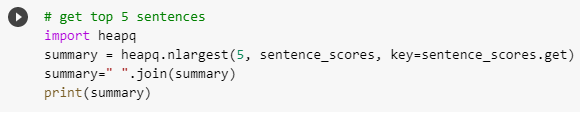 # get top 5 sentences
import heapq
summary = heapq.nlargest(5, sentence_scores, key=sentence_scores.get)
summary=" ".join(summary)
print(summary)